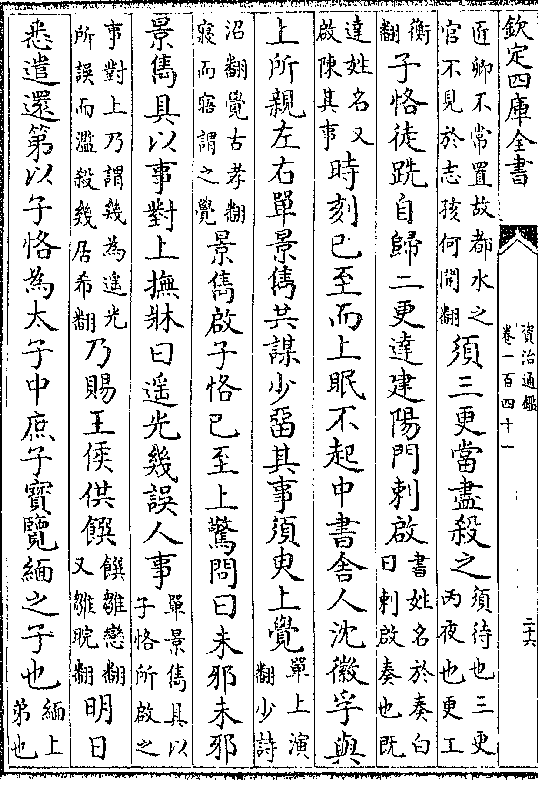 欽定四庫全書
資治通鑑
卷一百四十一
二十六
匠卿不常置故都水之
官不見於志孩何開翻
須三更當盡殺之
須待也三更
丙夜也更工
衡
翻
子恪徒跣自歸二更達建陽門刺啟
書姓名於奏白
曰刺啟奏也既
達姓名又
啟陳其事
時刻已至而上眠不起中書舍人沈徽孚與
上所親左右單景雋共謀少留其事須臾上覺
單上演
翻少詩
沼翻覺古孝翻
寐而寤謂之覺
景雋啟子恪已至上驚問曰未邪未邪
景雋具以事對上撫牀曰遥光幾誤人事
單景雋具以
子恪所啟之
事對上乃謂幾為遥光
所誤而濫殺幾居希翻
乃賜王侯供饌
饌雛戀翻
又雛晥翻
明日
悉遣還第以子恪為太子中庶子寶覽緬之子也
緬上
弟也